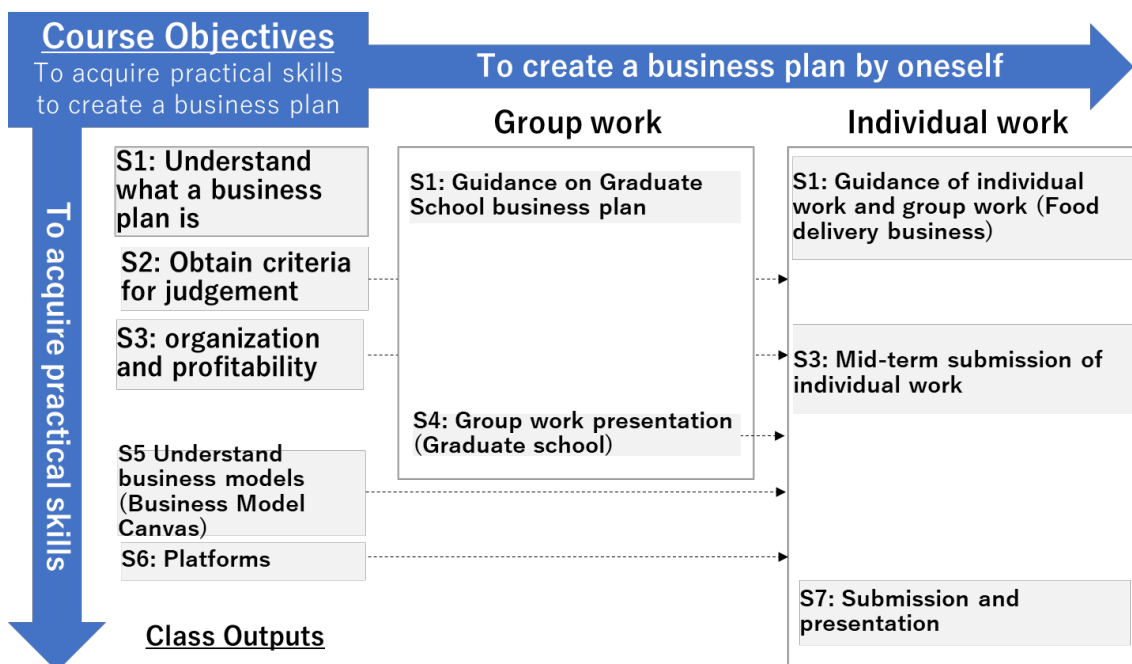 Course Objectives
To acquire practical skills
to create a business plan
To create a business plan by oneself
To acquire practical skills
Group work
Individual work
S1: Understand
what a business
plan is
S1: Guidance on Graduate
School business plan
S1: Guidance of individual
work and group work (Food
delivery business)
S2: Obtain criteria
for judgement
S3: organization
and profitability
S3: Mid-term submission of
individual work
S4: Group work presentation
(Graduate school)
S5 Understand
business models
(Business Model
Canvas)
S6: Platforms
S7: Submission and
presentation
Class Outputs